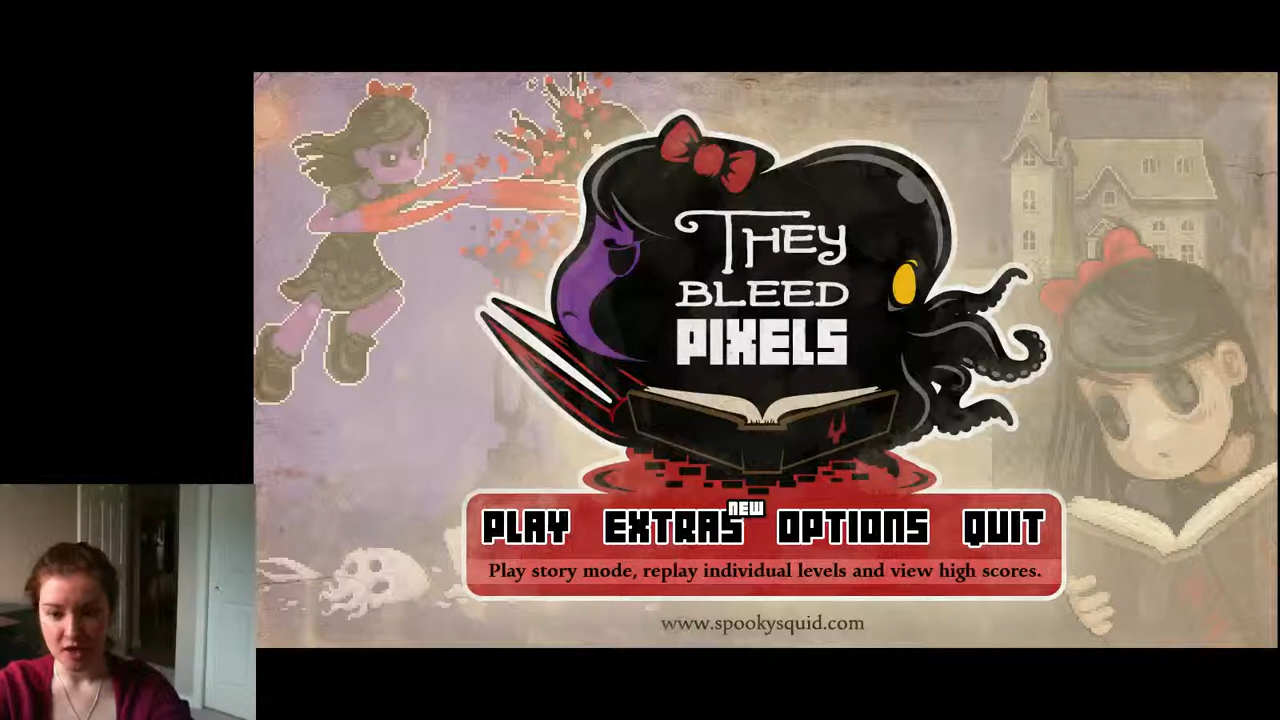 THEY
BLEED
PIXELS
NEW
PLAY EXTRAS OPTIONS QUIT
Play story mode, replay individual levels and view high scores.
www.spookysquid.com